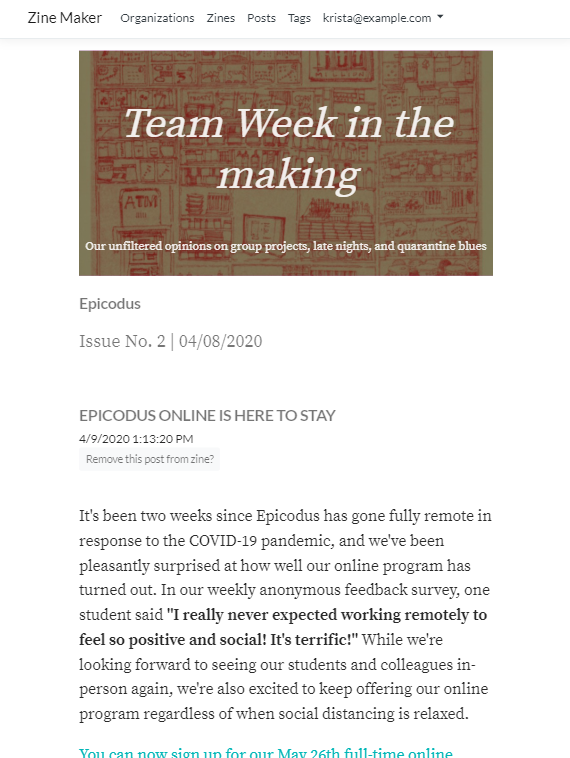 Zine Maker Organizations Zines Posts Tags krista@example.com
Team Week in the
making
ATM
Our unfiltered opinions on group projects, late nights, and quarantine blues
Epicodus
Issue No. 2 | 04/08/2020
EPICODUS ONLINE IS HERE TO STAY
4/9/2020 1:13:20 PM
Remove this post from zine?
It's been two weeks since Epicodus has gone fully remote in
response to the COVID-19 pandemic, and we've been
pleasantly surprised at how well our online program has
turned out. In our weekly anonymous feedback survey, one
student said "I really never expected working remotely to
feel so positive and social! It's terrific!" While we're
looking forward to seeing our students and colleagues in-
person again, we're also excited to keep offering our online
program regardless of when social distancing is relaxed.
You can now sign up for our May 26th full-time online